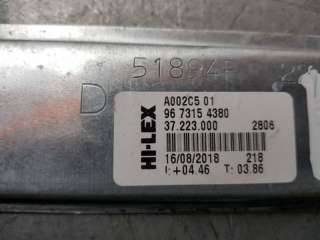 518942
D
HI-LEX
A002C5 01
96 7315 4380
37.223.000 2806
16/08/2018 218
I: +04.46 T: 03.86